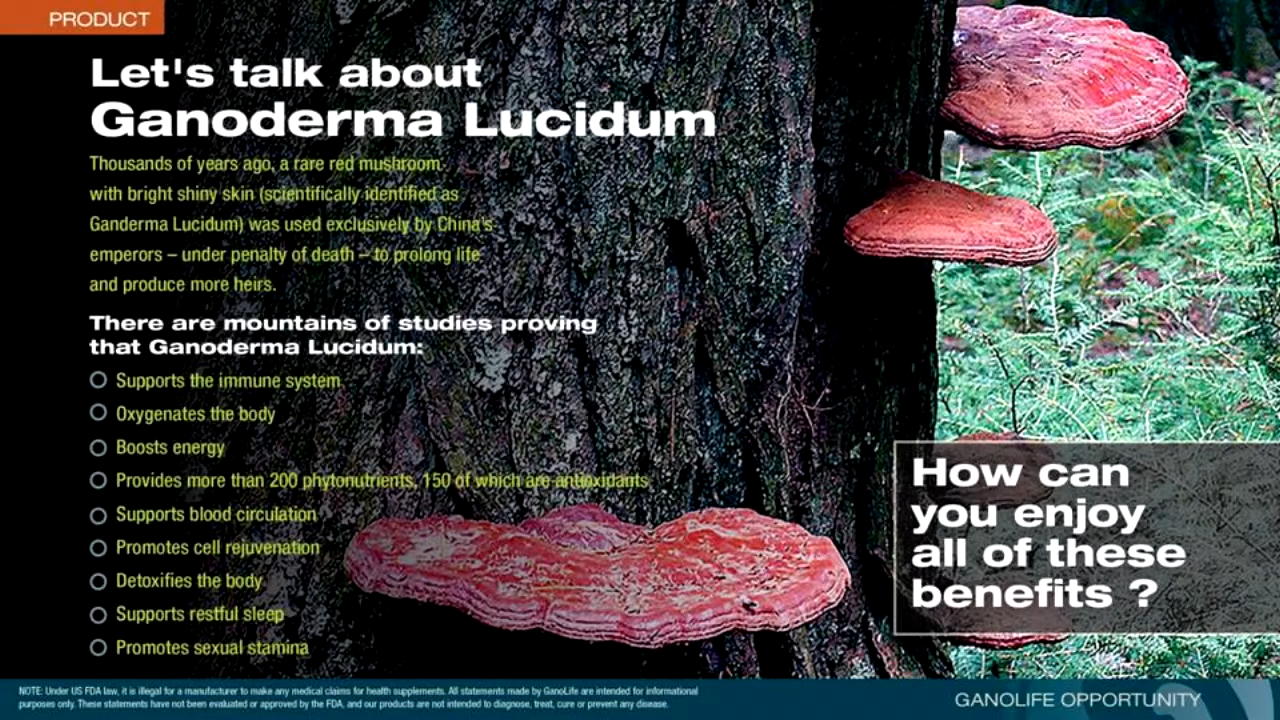 PRODUCT
Let's talk about
Ganoderma Lucidum
Thousands of years ago, a rare red mushroom
with bright shiny skin (scientifically identified as
Ganderma Lucidum) was used exclusively by China's
emperors – under penalty of death – to prolong life
and produce more heirs.
There are mountains of studies proving
that Ganoderma Lucidum:
Supports the immune system
Oxygenates the body
Boosts energy
Provides more than 200 phytonutrients, 150 of which are antioxidants
Supports blood circulation
Promotes cell rejuvenation
Detoxifies the body
Supports restful sleep
Promotes sexual stamina
How can
you enjoy
all of these
benefits ?
NOTE: Under US FDA law, it is illegal for a manufacturer to make any medical claims for health supplements. All statements made by GanoLife are intended for informational
purposes only. These statements have not been evaluated or approved by the FDA, and our products are not intended to diagnose, treat, cure or prevent any disease.
GANOLIFE OPPORTUNITY